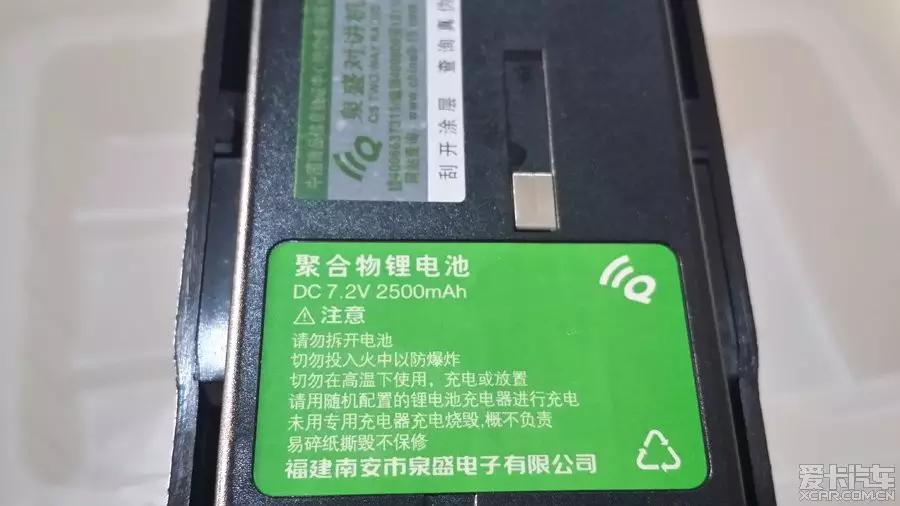 泉盛对讲机
QS TWO WAY RADIO
刮开涂层 查询真伪
聚合物锂电池
DC 7.2V 2500mAh
注意
请勿拆开电池
切勿投入火中以防爆炸
切勿在高温下使用，充电或放置
请用随机配置的锂电池充电器进行充电
未用专用充电器充电烧毁,概不负责
易碎纸撕毁不保修
福建南安市泉盛电子有限公司
爱卡汽车
XCAR.COM.CN